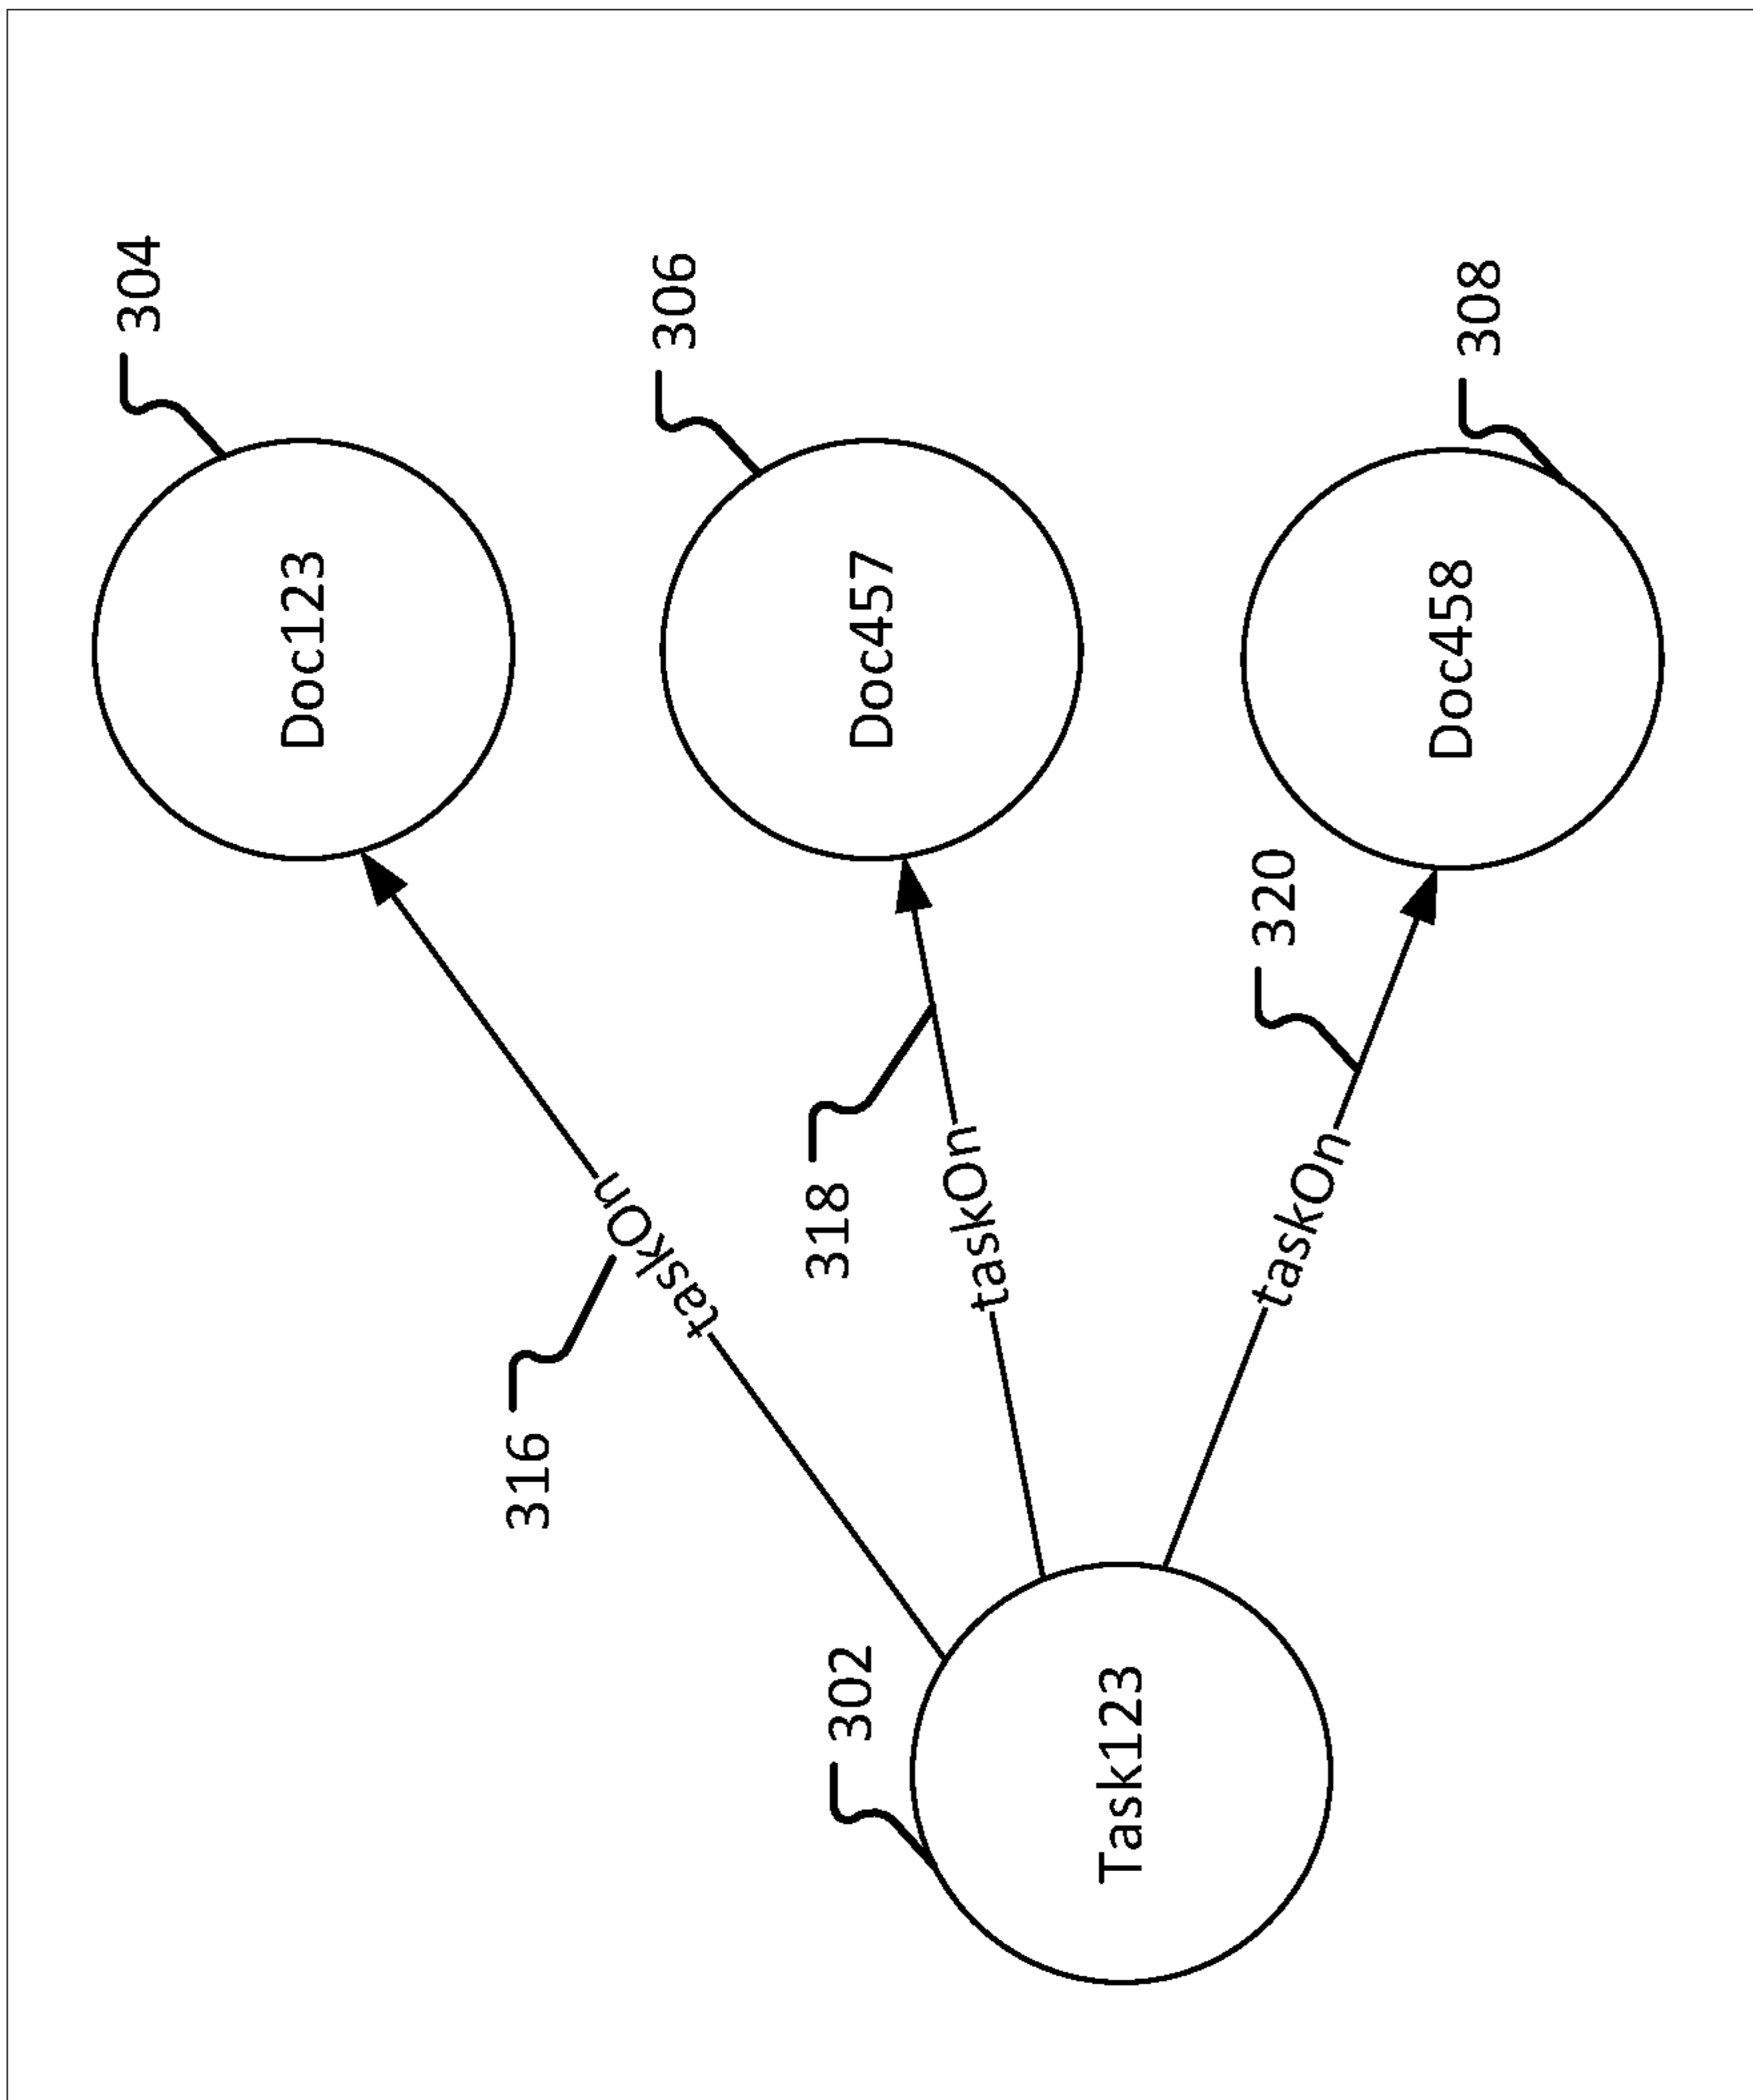 304
Doc123
316
taskOn
306
Doc457
318
taskOn
302
Task123
320
taskOn
308
Doc458